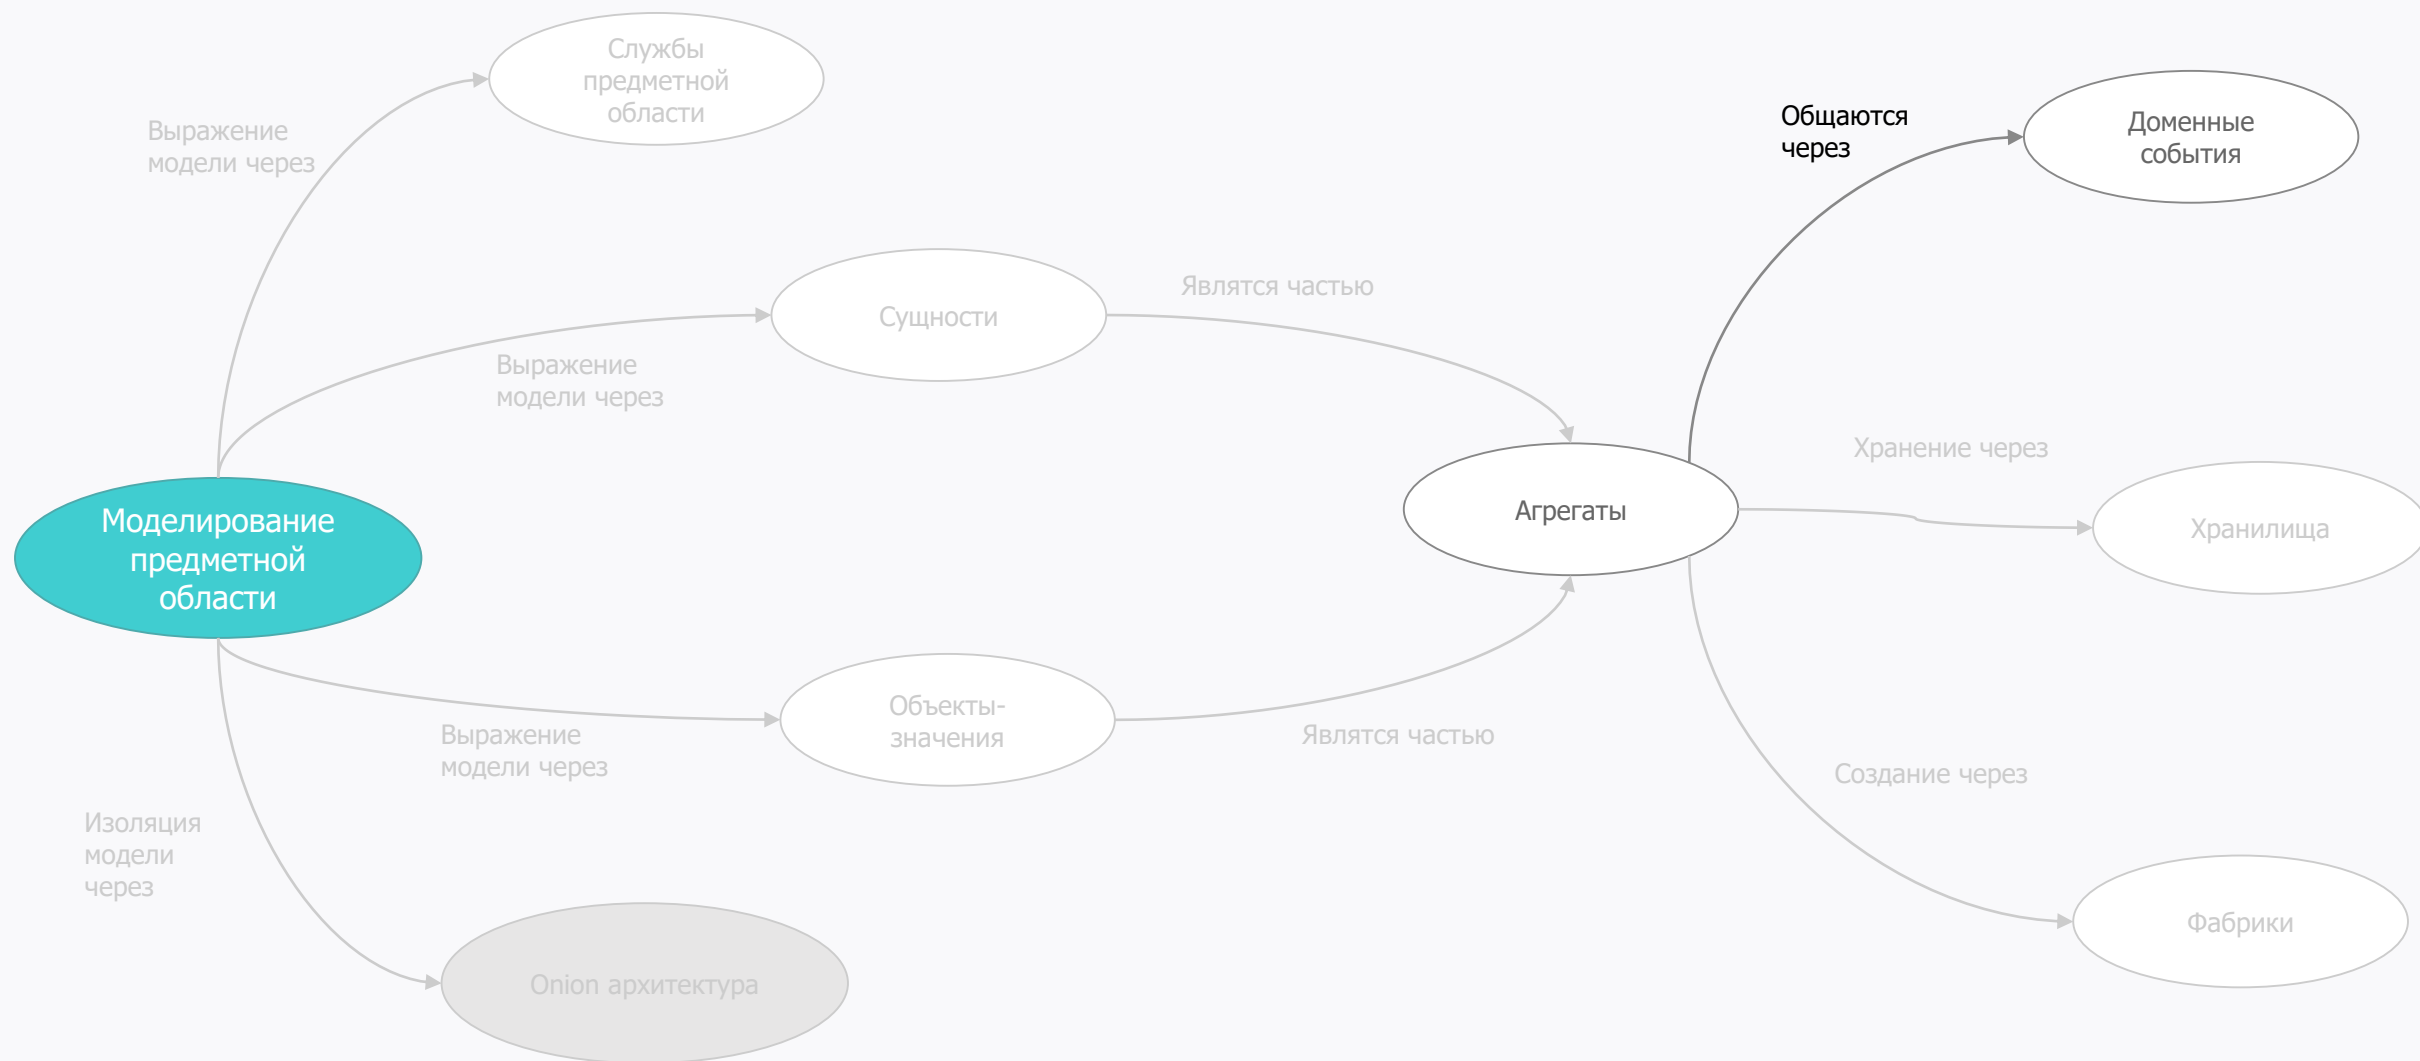 Службы
предметной
области
Выражение
модели через
Общаются
через
Доменные
события
Сущности
Являтся частью
Выражение
модели через
Хранение через
Агрегаты
Хранилища
Моделирование
предметной
области
Объекты-
значения
Выражение
модели через
Являтся частью
Создание через
Изоляция
модели
через
Фабрики
Onion архитектура